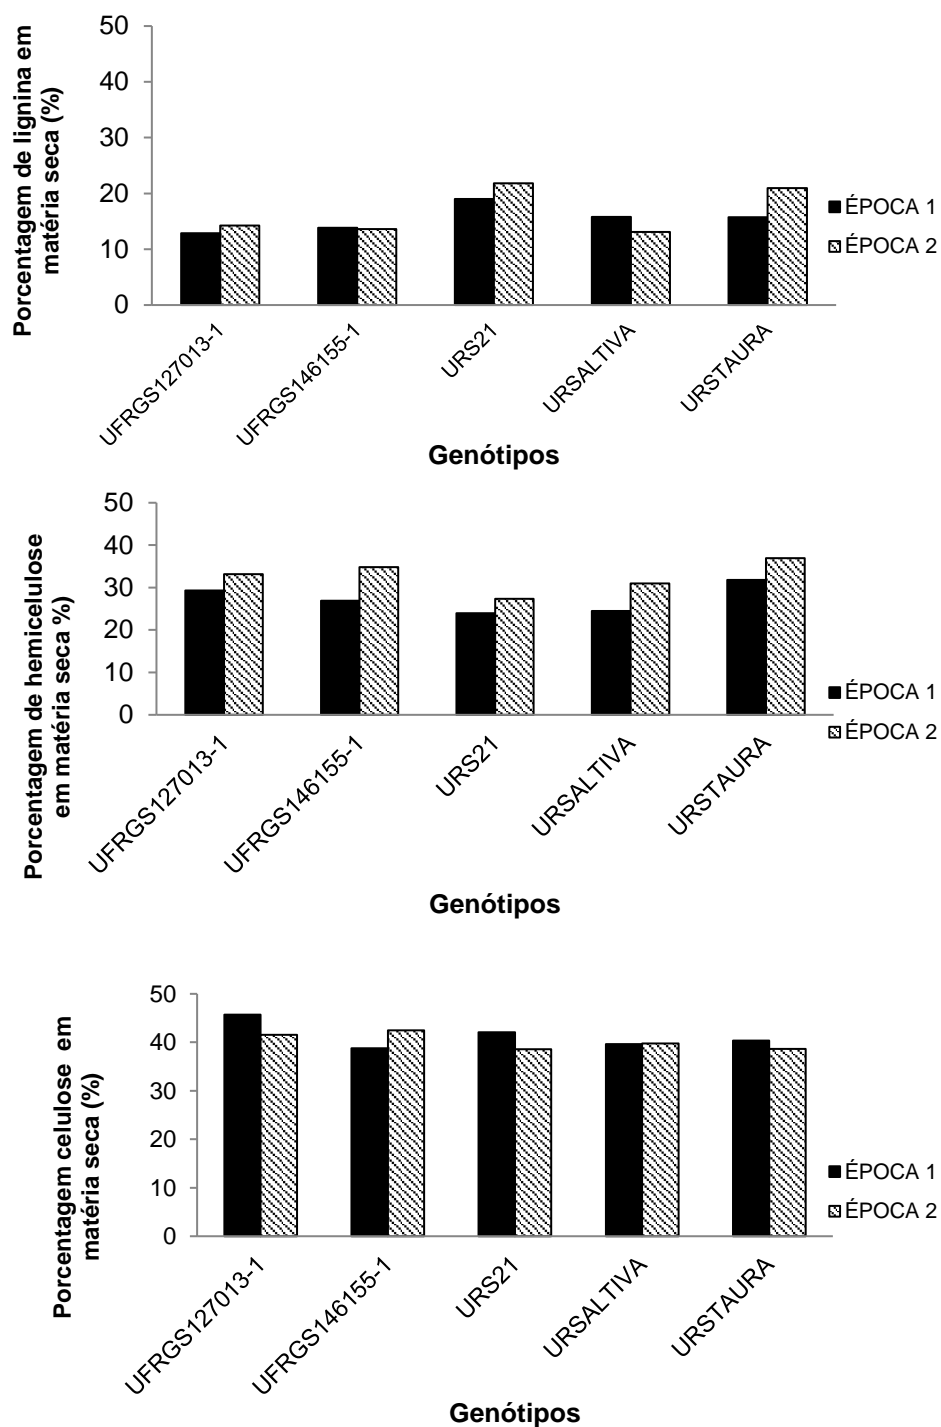 Porcentagem de lignina em
matéria seca (%)
50
40
30
20
10
0
ÉPOCA 1
ÉPOCA 2
UFRGS127013-1
UFRGS146155-1
URS21
URSALTIVA
URSTAURA
Genótipos
Porcentagem de hemicelulose
em matéria seca %)
50
40
30
20
10
0
ÉPOCA 1
ÉPOCA 2
UFRGS127013-1
UFRGS146155-1
URS21
URSALTIVA
URSTAURA
Genótipos
Porcentagem celulose em
matéria seca (%)
50
40
30
20
10
0
ÉPOCA 1
ÉPOCA 2
UFRGS127013-1
UFRGS146155-1
URS21
URSALTIVA
URSTAURA
Genótipos